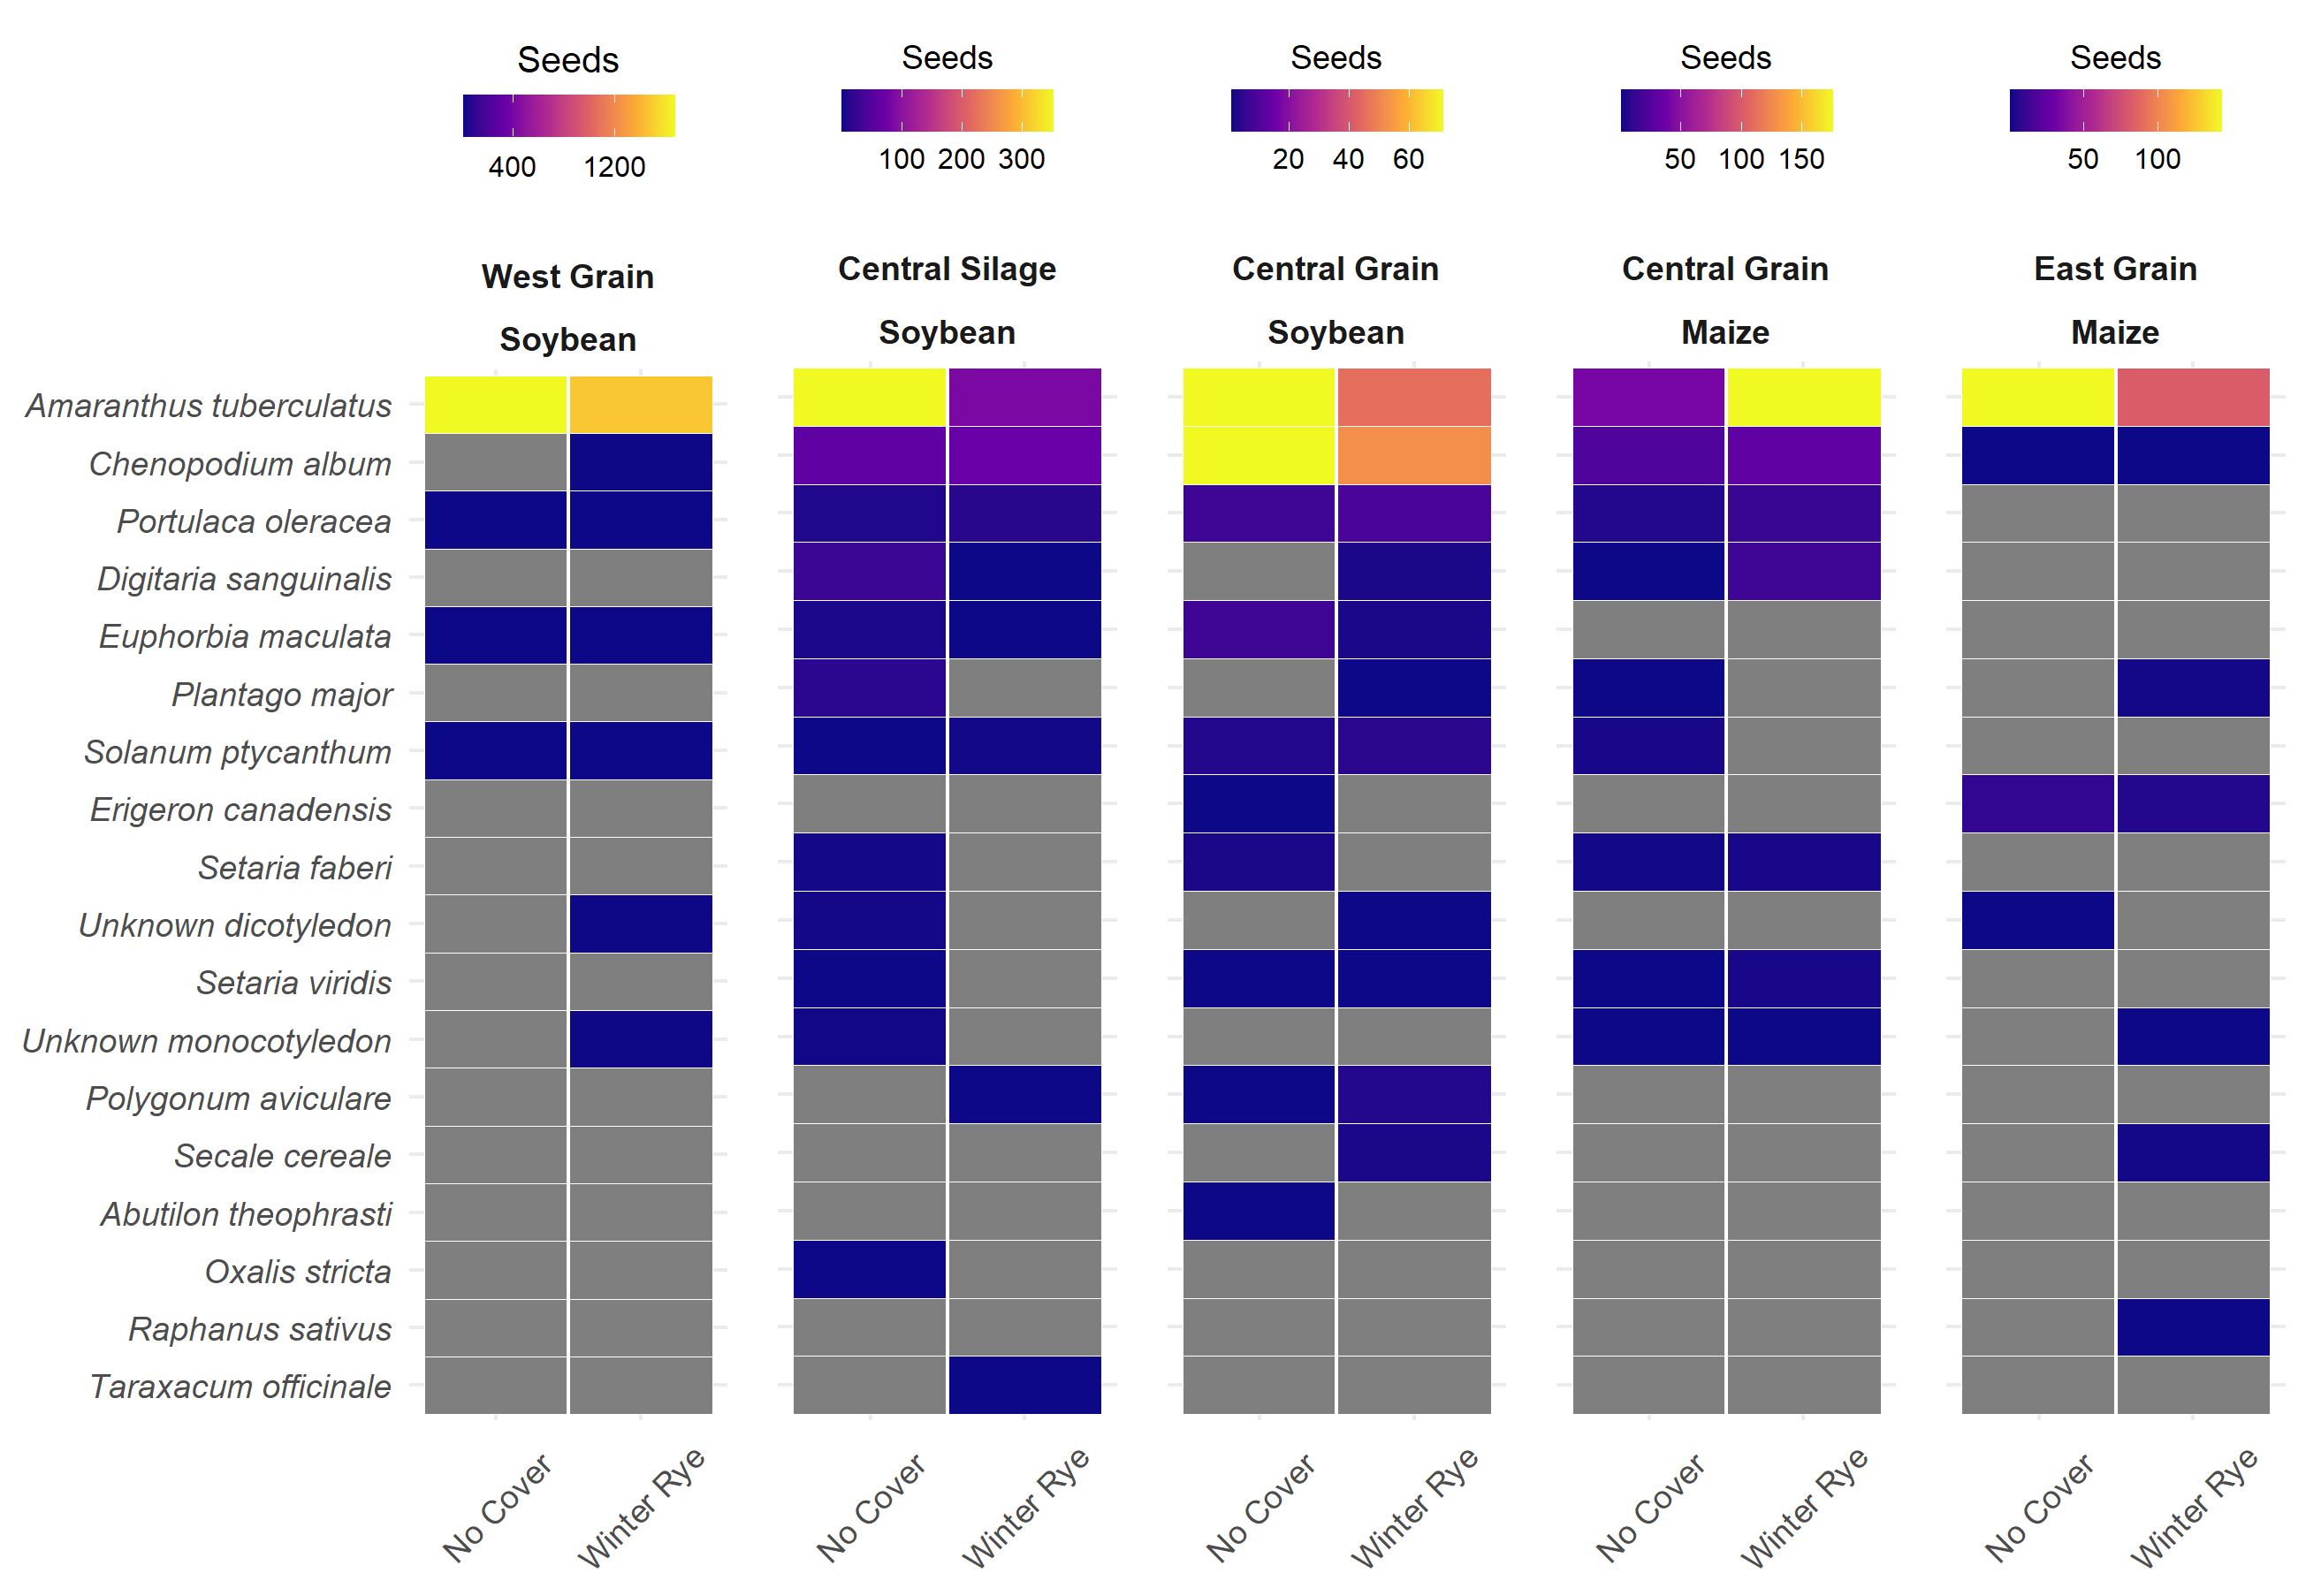 Seeds Seeds Seeds Seeds Seeds
400 1200 100 200 300 20 40 60 50 100 150 50 100
West Grain Central Silage Central Grain Central Grain East Grain
Soybean Soybean Soybean Maize Maize
Amaranthus tuberculatus
Chenopodium album
Portulaca oleracea
Digitaria sanguinalis
Euphorbia maculata
Plantago major
Solanum ptycanthum
Erigeron canadensis
Setaria faberi
Unknown dicotyledon
Setaria viridis
Unknown monocotyledon
Polygonum aviculare
Secale cereale
Abutilon theophrasti
Oxalis stricta
Raphanus sativus
Taraxacum officinale
No Cover Winter Rye No Cover Winter Rye No Cover Winter Rye No Cover Winter Rye No Cover Winter Rye